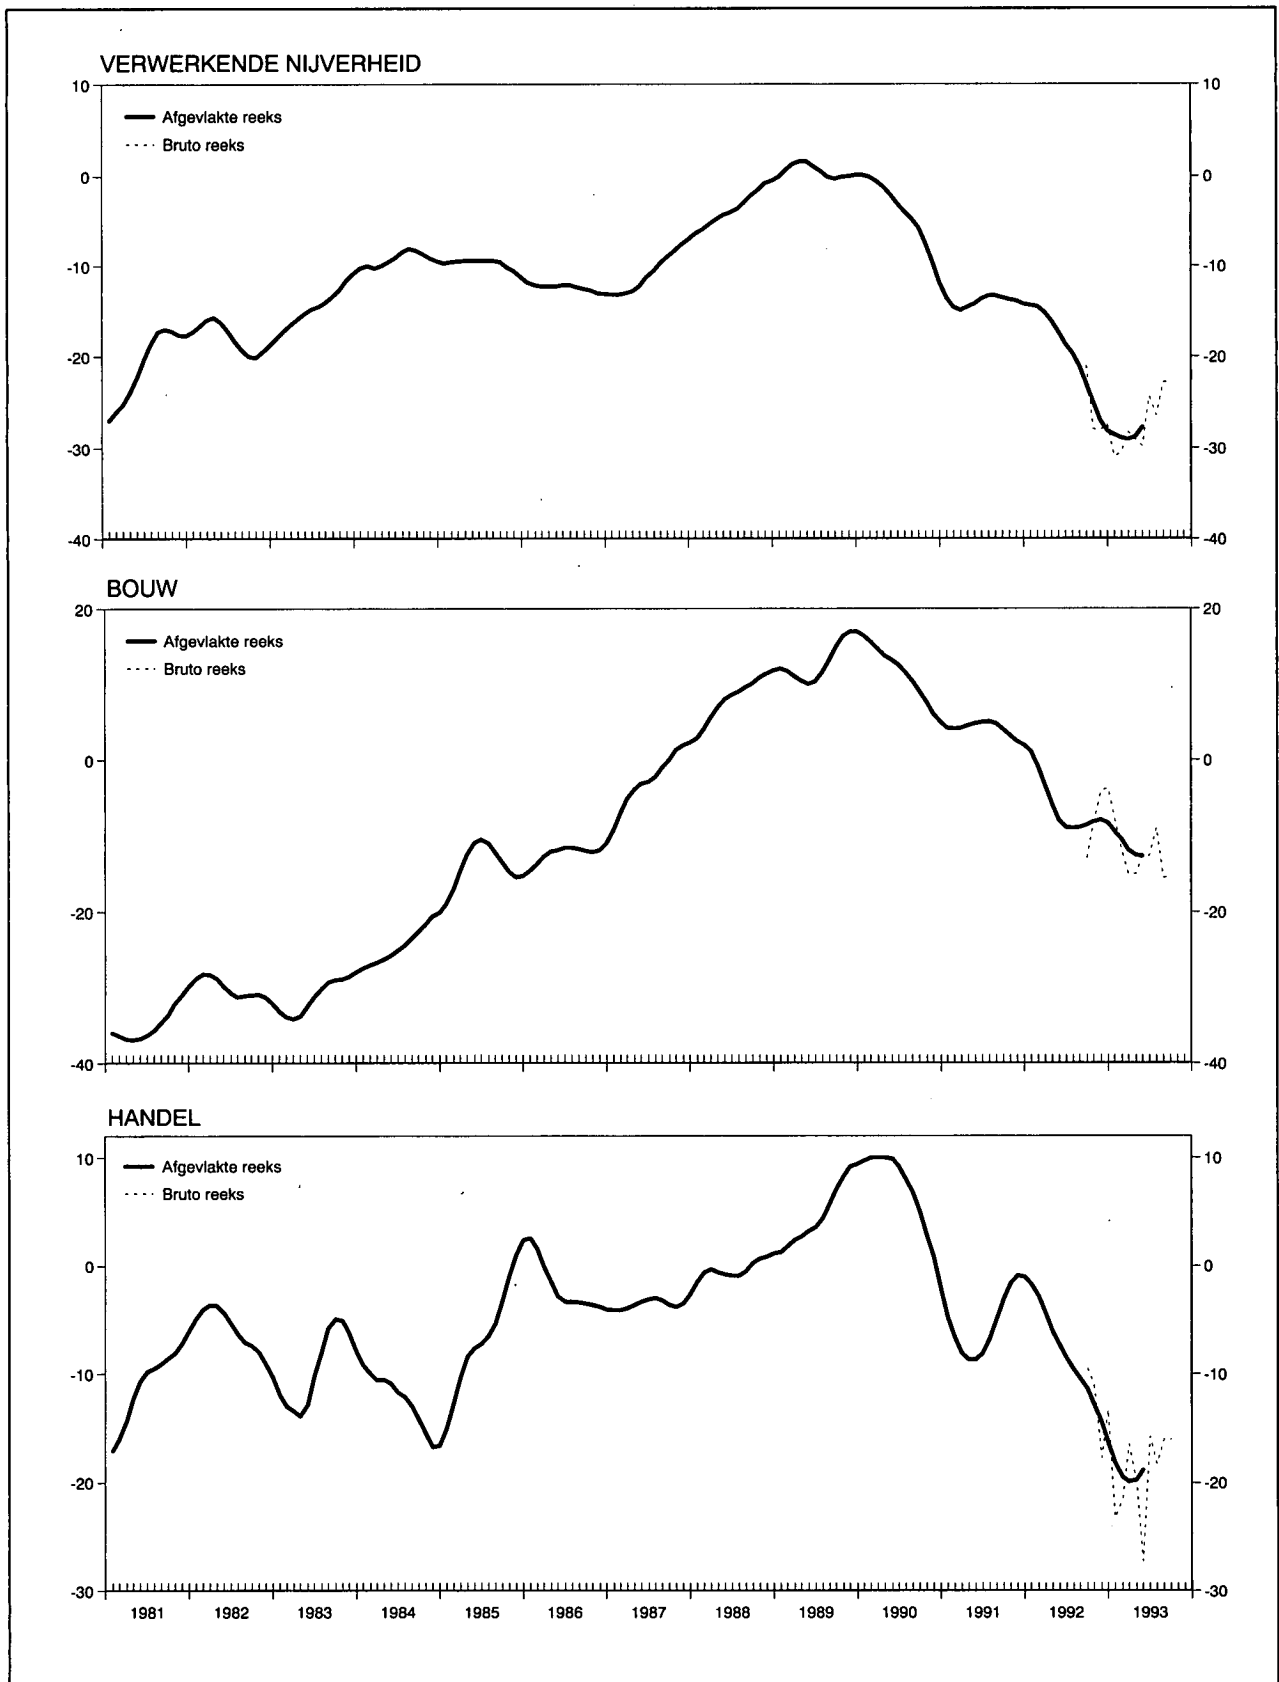 VERWERKENDE NIJVERHEID
10 10
Afgevlakte reeks
Bruto reeks
0 0
-10 -10
-20 -20
-30 -30
-40 -40
BOUW
20 20
Afgevlakte reeks
Bruto reeks
0 0
-20 -20
-40 -40
HANDEL
10 10
Afgevlakte reeks
Bruto reeks
0 0
-10 -10
-20 -20
-30 -30
1981 1982 1983 1984 1985 1986 1987 1988 1989 1990 1991 1992 1993